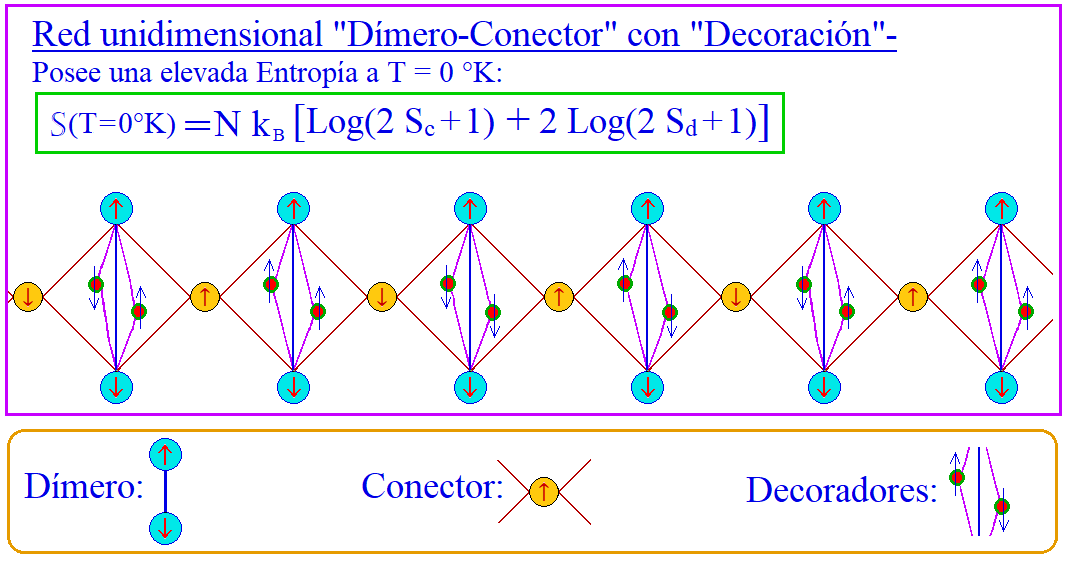 Red unidimensional "Dímero-Conector" con "Decoración"-
Posee una elevada Entropía a T = 0 °K:
S(T=0°K) = N k_B [Log(2 S_c + 1) + 2 Log(2 S_d + 1)]
Dímero:
Conector:
Decoradores: